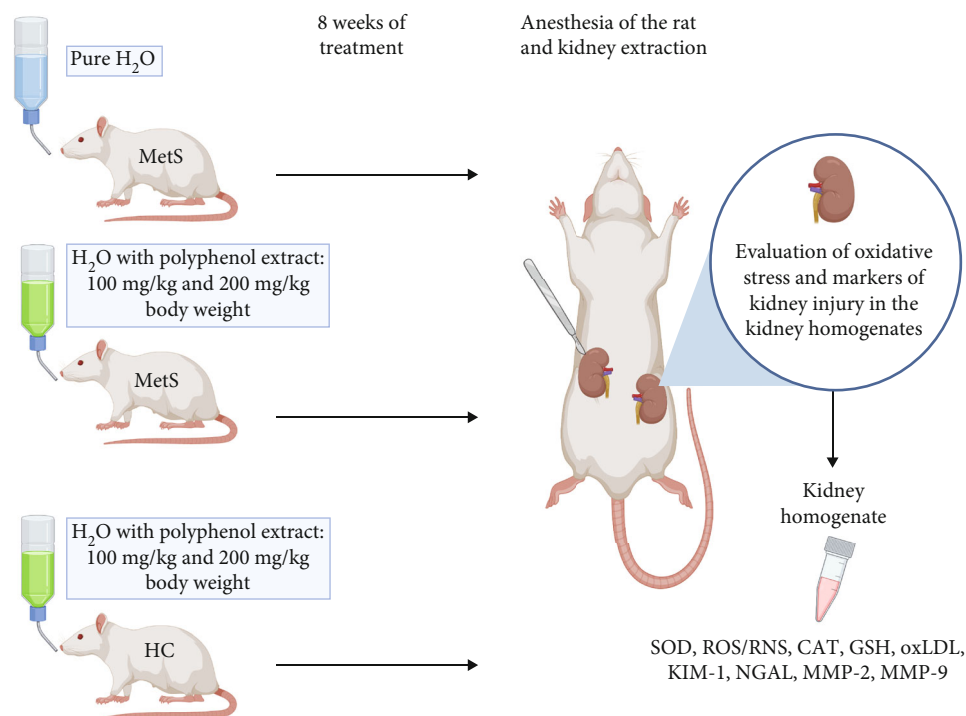 Pure H₂O
8 weeks of
treatment
Anesthesia of the rat
and kidney extraction
MetS
H₂O with polyphenol extract:
100 mg/kg and 200 mg/kg
body weight
MetS
Evaluation of oxidative
stress and markers of
kidney injury in the
kidney homogenates
H₂O with polyphenol extract:
100 mg/kg and 200 mg/kg
body weight
HC
Kidney
homogenate
SOD, ROS/RNS, CAT, GSH, oxLDL,
KIM-1, NGAL, MMP-2, MMP-9